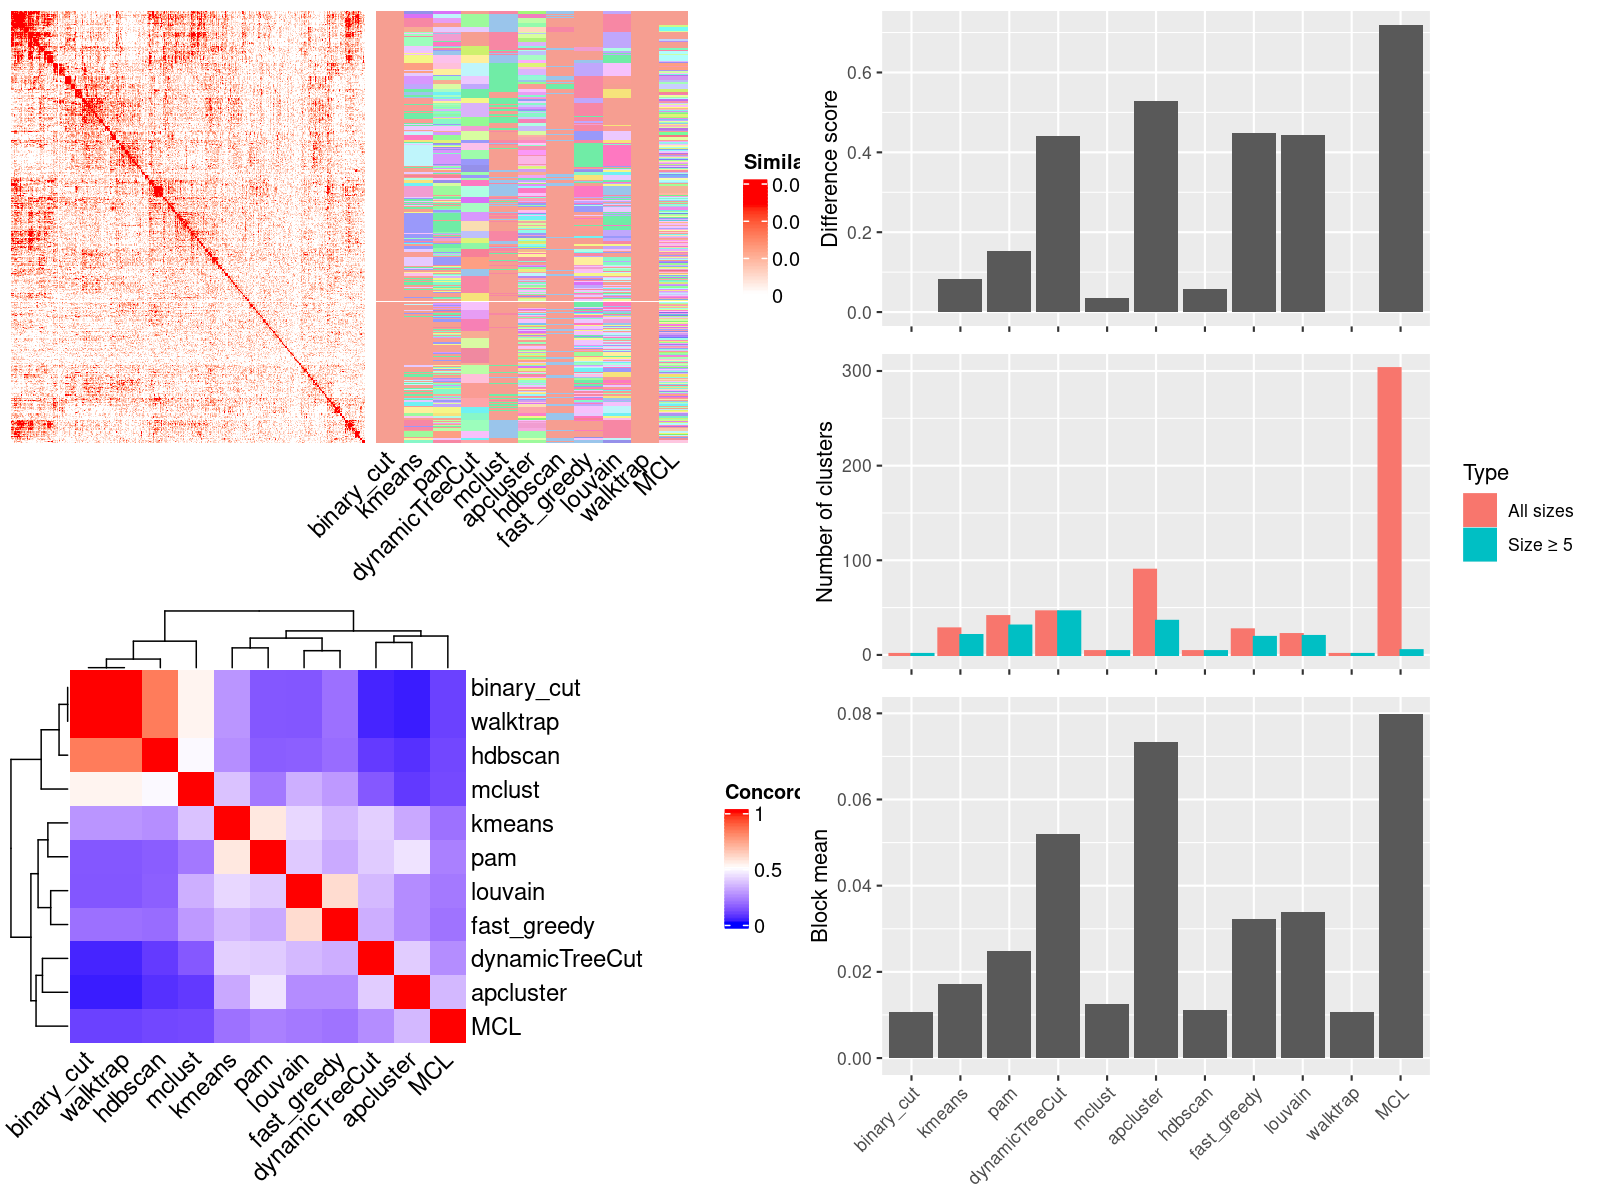 Simila
0.0
0.0
0.0
0
binary_cut
kmeans
pam
dynamicTreeCut
mclust
apcluster
hdbscan
fast_greedy
louvain
walktrap
MCL
binary_cut
walktrap
hdbscan
mclust
kmeans
pam
louvain
fast_greedy
dynamicTreeCut
apcluster
MCL
binary_cut
walktrap
hdbscan
mclust
kmeans
pam
louvain
fast_greedy
dynamicTreeCut
apcluster
MCL
Concord
1
0.5
0
Difference score
0.6
0.4
0.2
0.0
Number of clusters
300
200
100
0
Type
All sizes
Size ≥ 5
Block mean
0.08
0.06
0.04
0.02
0.00
binary_cut
kmeans
pam
dynamicTreeCut
mclust
apcluster
hdbscan
fast_greedy
louvain
walktrap
MCL